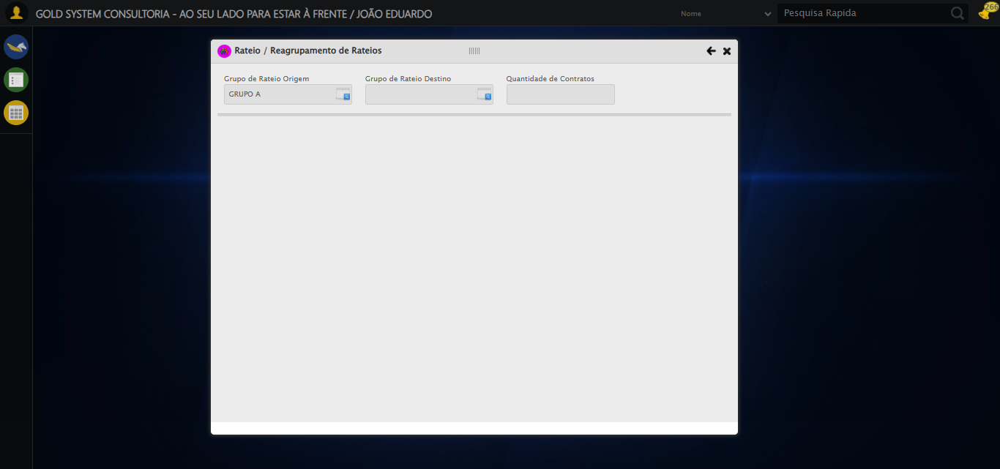 GOLD SYSTEM CONSULTORIA - AO SEU LADO PARA ESTAR À FRENTE / JOÃO EDUARDO
Nome
Pesquisa Rapida
266
Rateio / Reagrupamento de Rateios
Grupo de Rateio Origem
Grupo de Rateio Destino
Quantidade de Contratos
GRUPO A